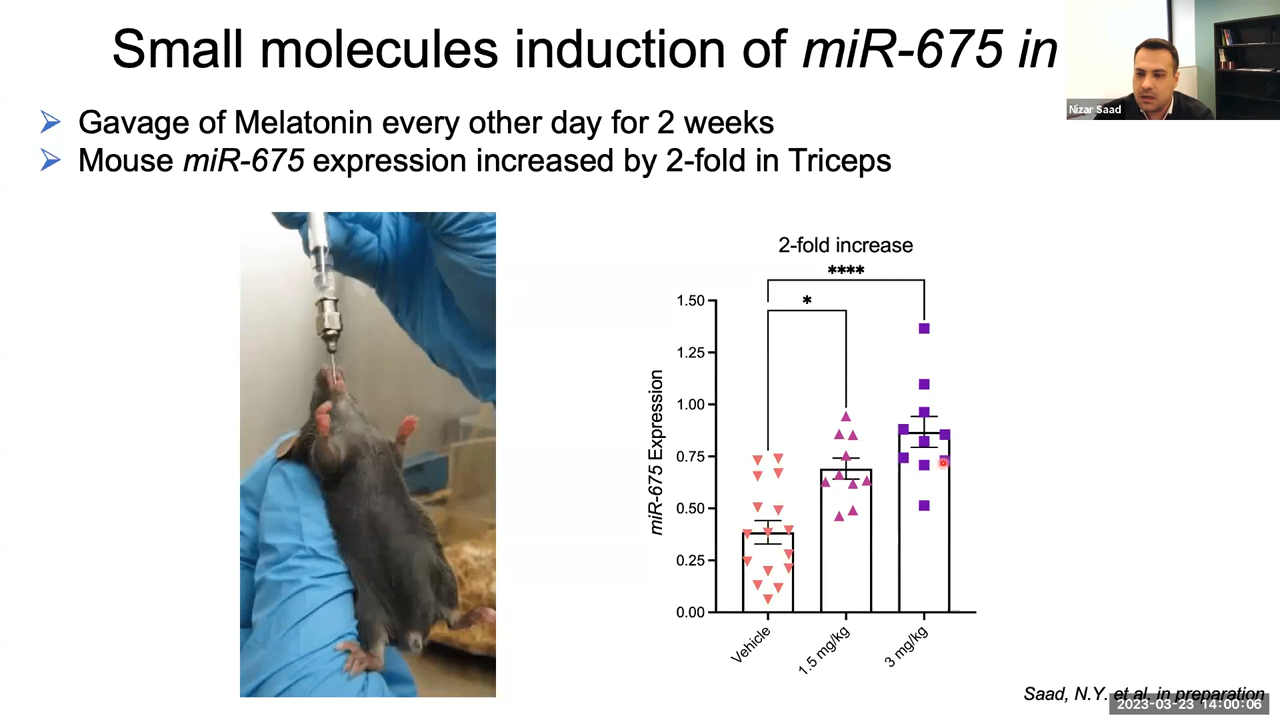 Small molecules induction of miR-675 in
Nizar Saad
Gavage of Melatonin every other day for 2 weeks
Mouse miR-675 expression increased by 2-fold in Triceps
2-fold increase
****
*
1.50
1.25
1.00
0.75
0.50
0.25
0.00
miR-675 Expression
Vehicle
1.5 mg/kg
3 mg/kg
Saad, N.Y. et al. in preparation
2023-03-23 14:00:06